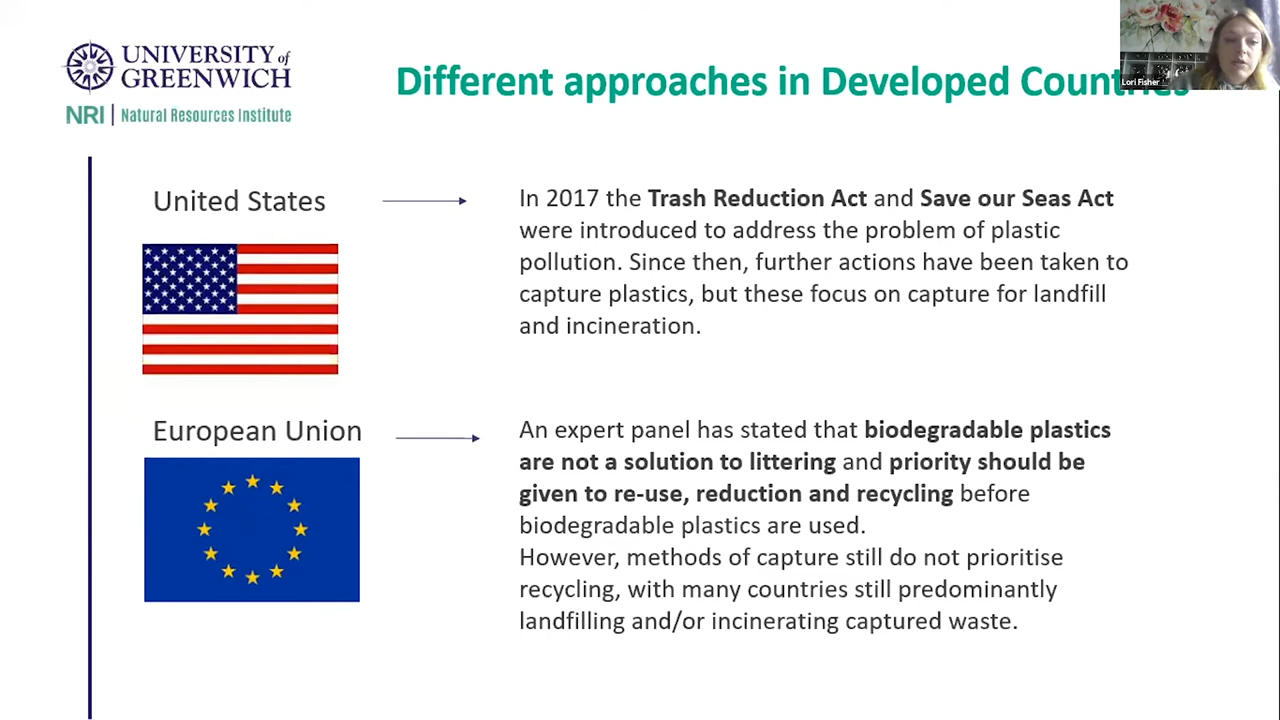 UNIVERSITY of
GREENWICH
NRI | Natural Resources Institute
Different approaches in Developed Countries
Lori Fisher
United States
In 2017 the Trash Reduction Act and Save our Seas Act
were introduced to address the problem of plastic
pollution. Since then, further actions have been taken to
capture plastics, but these focus on capture for landfill
and incineration.
European Union
An expert panel has stated that biodegradable plastics
are not a solution to littering and priority should be
given to re-use, reduction and recycling before
biodegradable plastics are used.
However, methods of capture still do not prioritise
recycling, with many countries still predominantly
landfilling and/or incinerating captured waste.